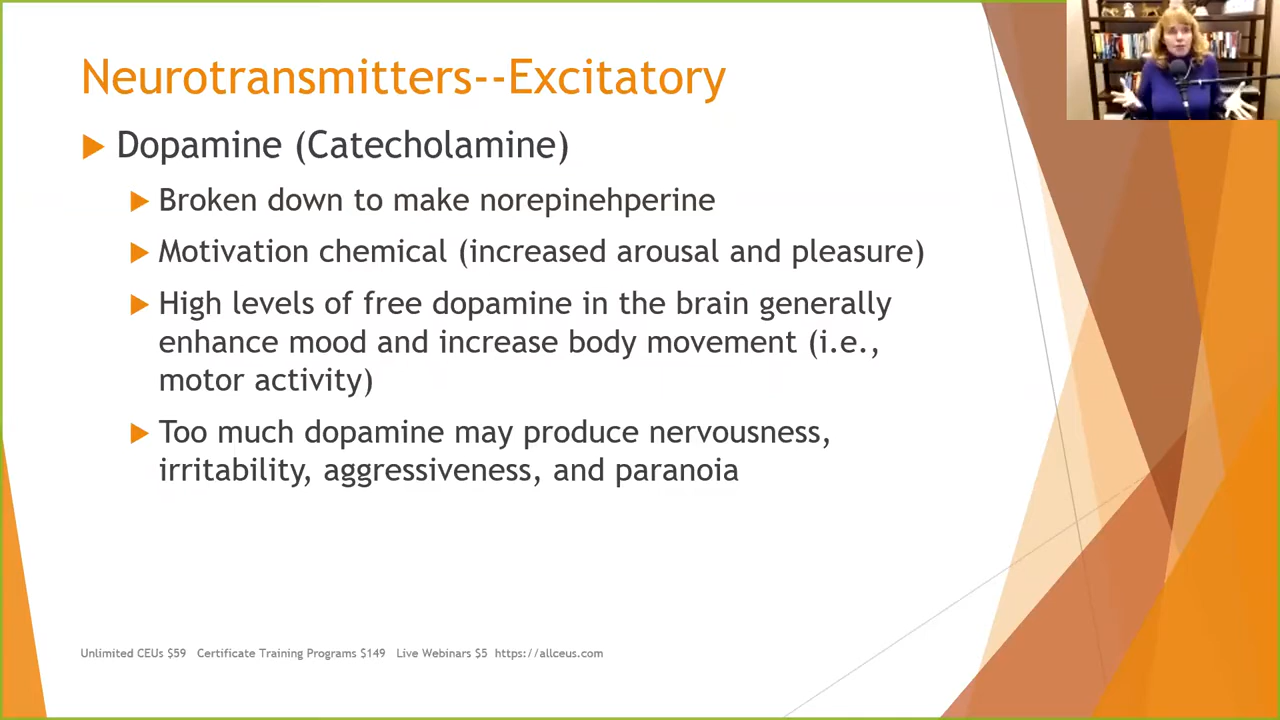 Neurotransmitters--Excitatory
Dopamine (Catecholamine)
Broken down to make norepinehperine
Motivation chemical (increased arousal and pleasure)
High levels of free dopamine in the brain generally
enhance mood and increase body movement (i.e.,
motor activity)
Too much dopamine may produce nervousness,
irritability, aggressiveness, and paranoia
Unlimited CEUs $59 Certificate Training Programs $149 Live Webinars $5 https://allceus.com